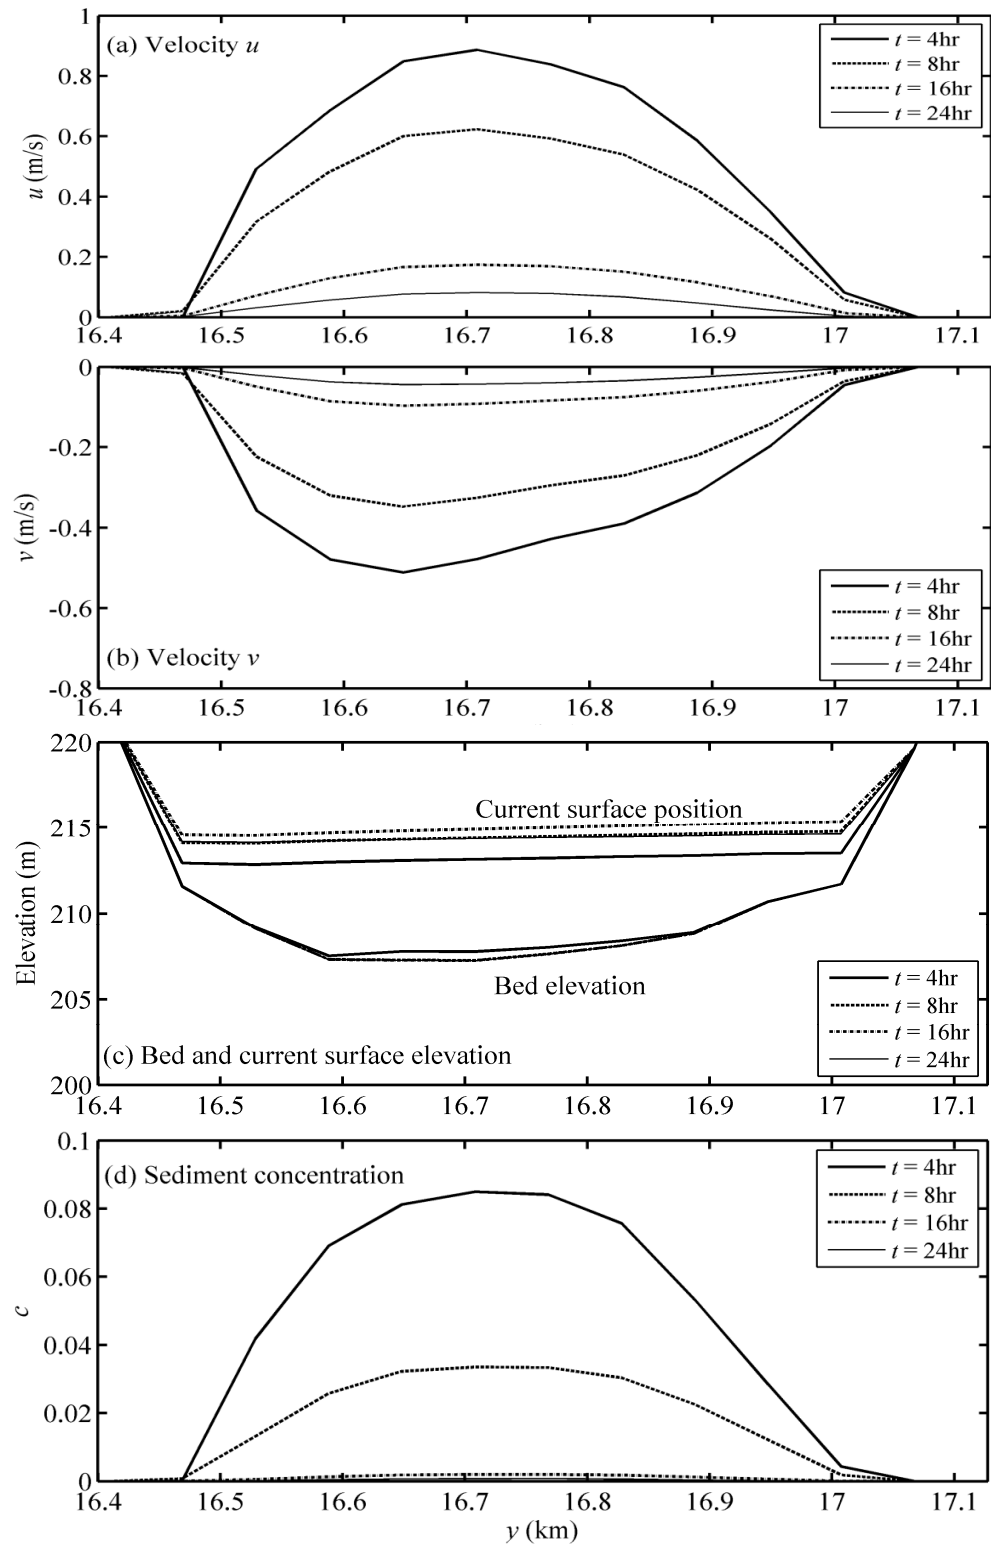 1
(a) Velocity u
t = 4hr
t = 8hr
t = 16hr
t = 24hr
0.8
0.6
0.4
0.2
0
u (m/s)
16.4 16.5 16.6 16.7 16.8 16.9 17 17.1
0
-0.2
-0.4
-0.6
-0.8
v (m/s)
t = 4hr
t = 8hr
t = 16hr
t = 24hr
(b) Velocity v
16.4 16.5 16.6 16.7 16.8 16.9 17 17.1
220
215
210
205
200
Elevation (m)
Current surface position
Bed elevation
t = 4hr
t = 8hr
t = 16hr
t = 24hr
(c) Bed and current surface elevation
16.4 16.5 16.6 16.7 16.8 16.9 17 17.1
0.1
(d) Sediment concentration
t = 4hr
t = 8hr
t = 16hr
t = 24hr
0.08
0.06
0.04
0.02
0
c
16.4 16.5 16.6 16.7 16.8 16.9 17 17.1
y (km)